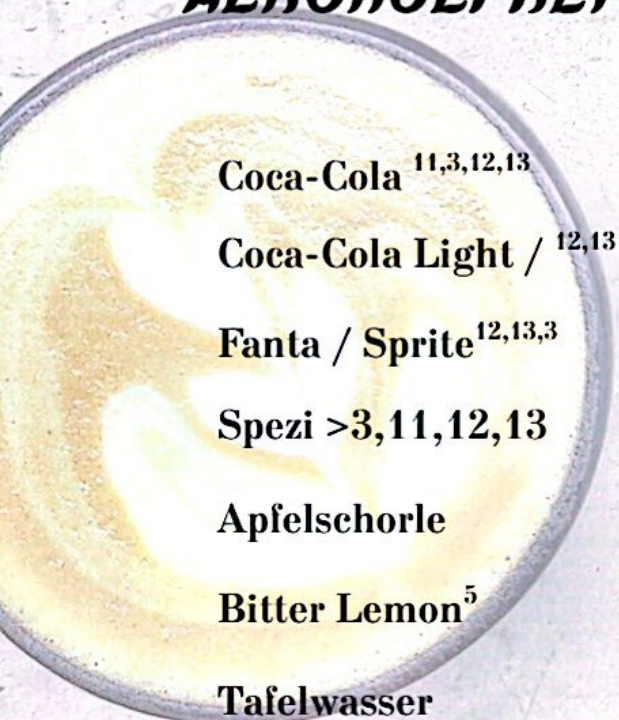 Coca-Cola 11,3,12,13
Coca-Cola Light / 12,13
Fanta / Sprite12,13,3
Spezi >3,11,12,13
Apfelschorle
Bitter Lemon5
Tafelwasser